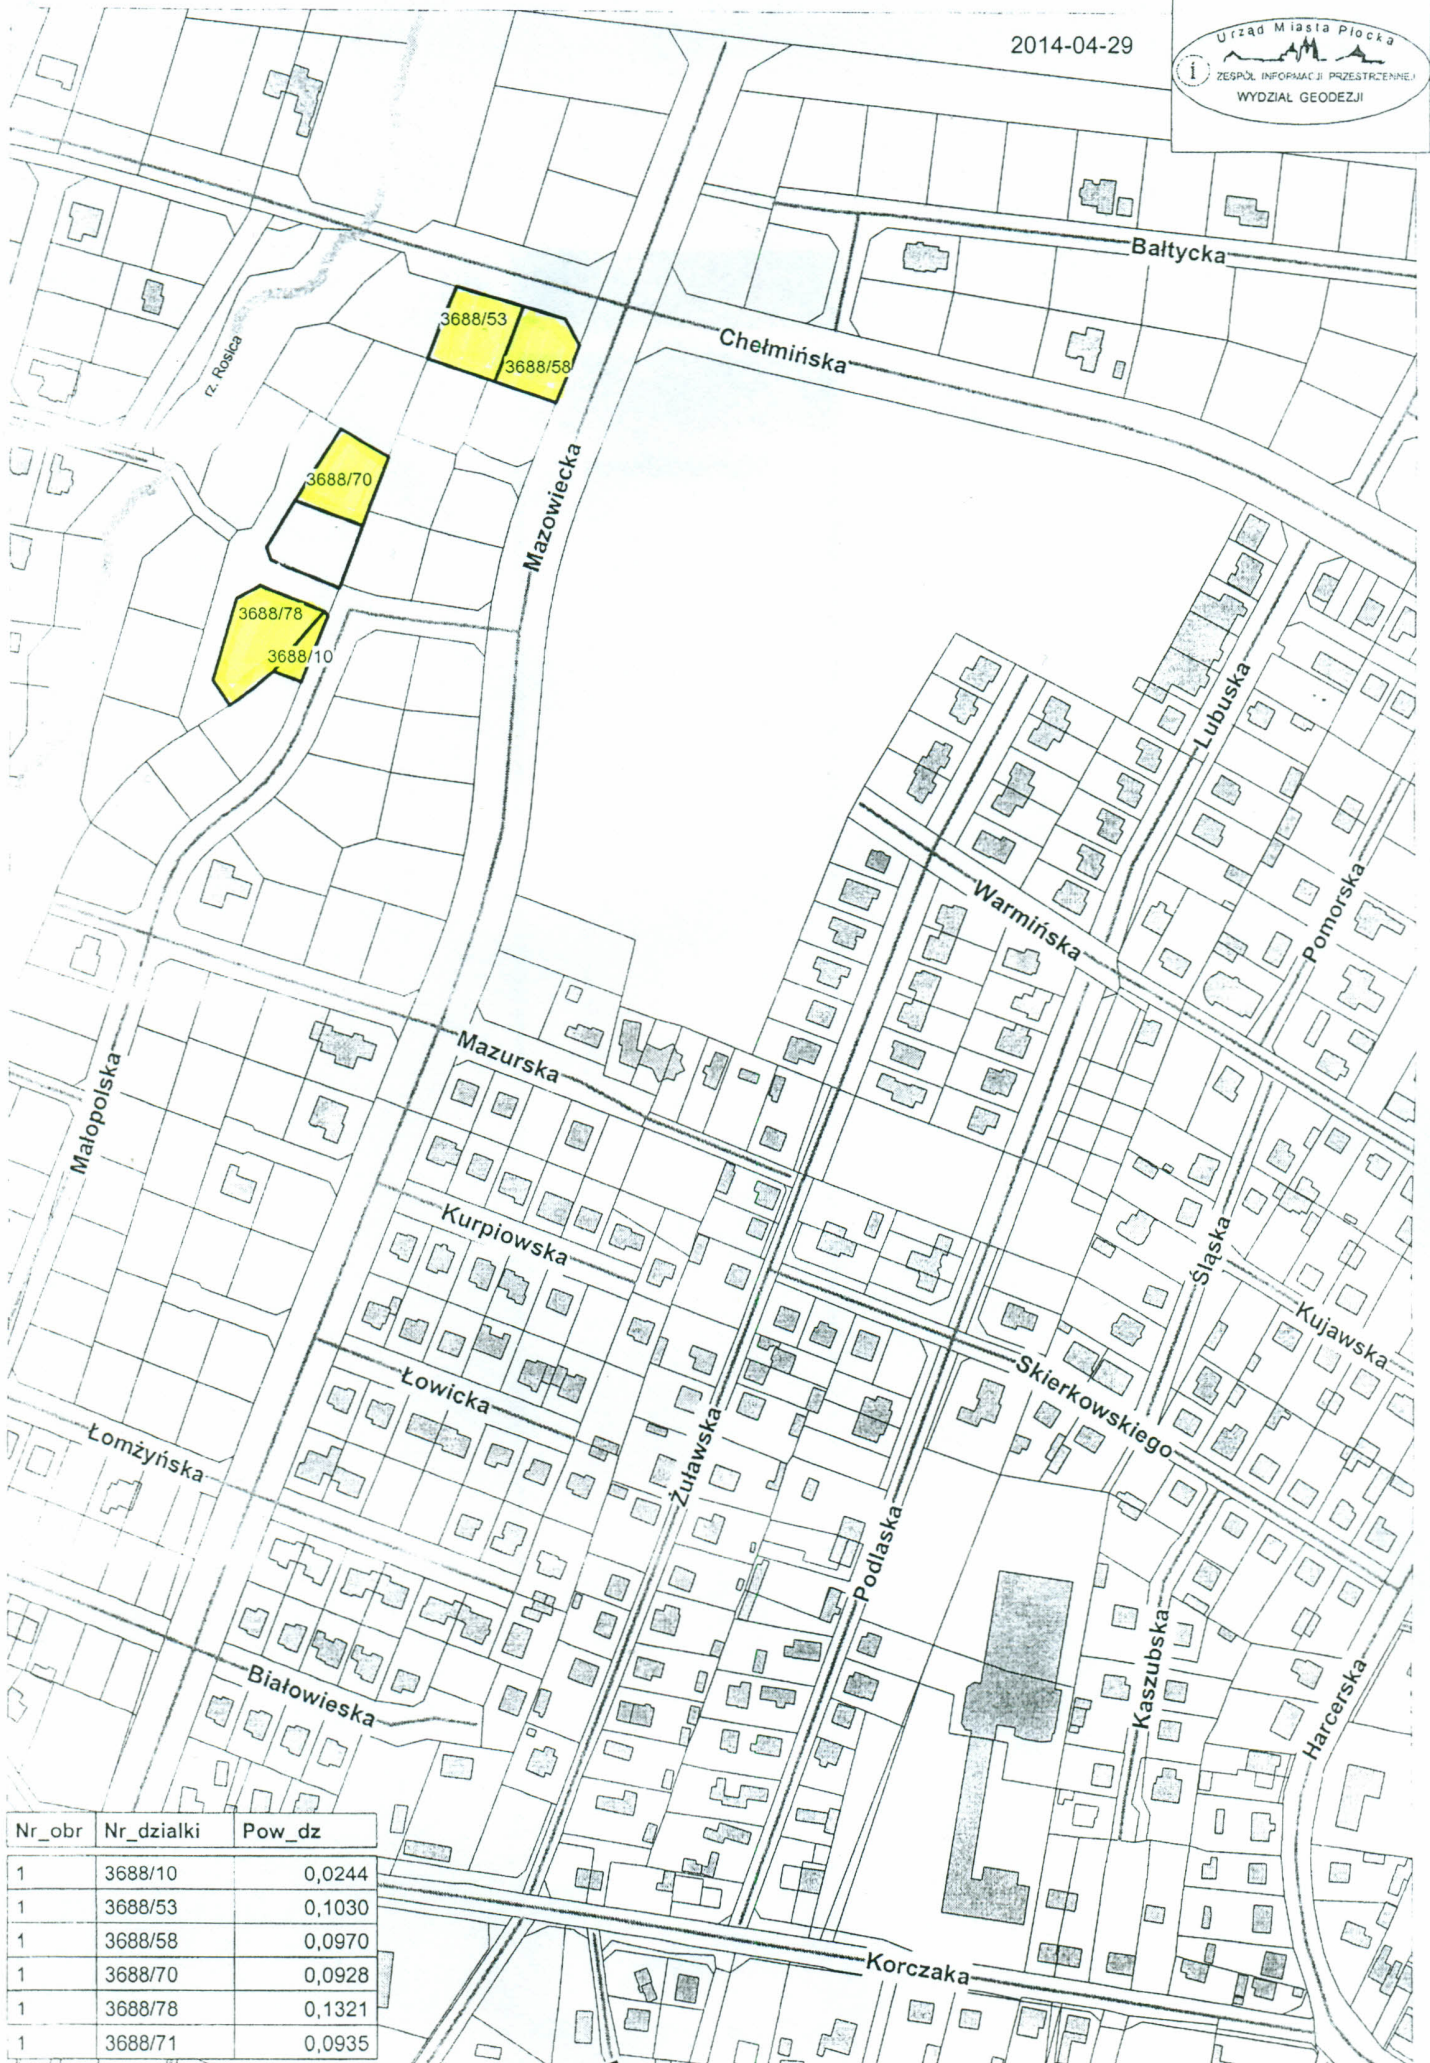 2014-04-29
Urząd Miasta Płocka
i
ZESPÓŁ INFORMACJI PRZESTRZENNEJ
WYDZIAŁ GEODEZJI
Bałtycka
Chełmińska
3688/53
3688/58
rz. Rosica
Mazowiecka
3688/70
3688/78
3688/10
Lubuska
Warmińska
Pomorska
Mazurska
Małopolska
Kurpiowska
Śląska
Kujawska
Skierkowskiego
Łowicka
Łomżyńska
Żuławska
Podlaska
Kaszubska
Harcerska
Białowieska
Korczaka
Nr_obr Nr_dzialki Pow_dz
1 3688/10 0,0244
1 3688/53 0,1030
1 3688/58 0,0970
1 3688/70 0,0928
1 3688/78 0,1321
1 3688/71 0,0935